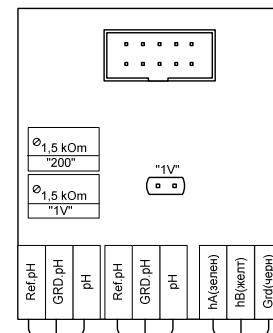 1,5 kOm
"200"
1,5 kOm
"1V"
"1V"
Ref.pH
GRD.pH
pH
Ref.pH
GRD.pH
pH
hA(зелен)
hB(желт)
Grd(черн)